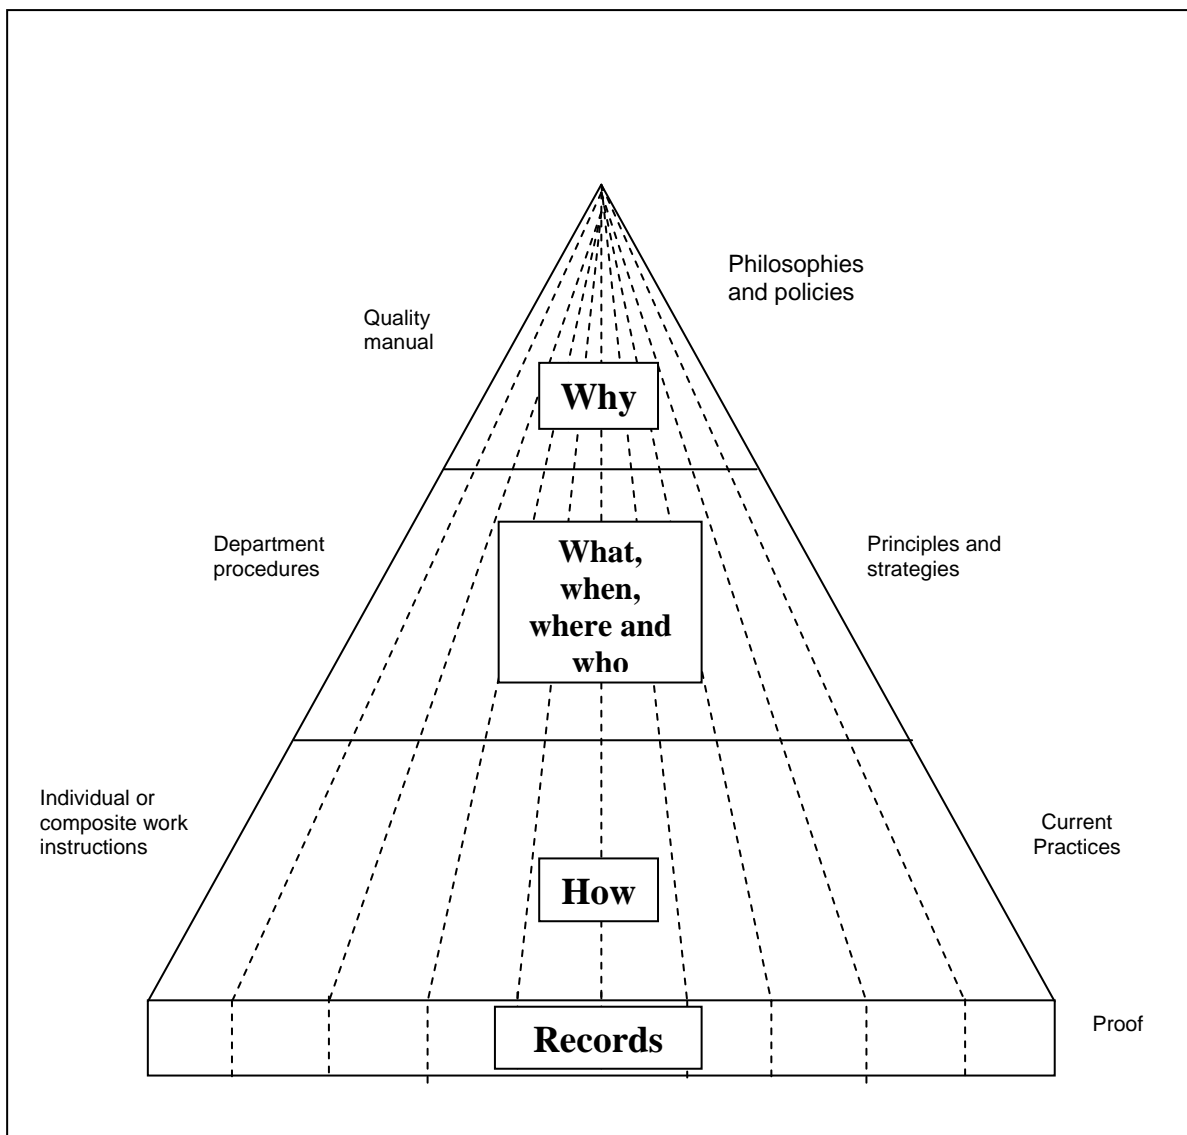 Philosophies
and policies
Quality
manual
Why
Department
procedures
What,
when,
where and
who
Principles and
strategies
Individual or
composite work
instructions
How
Current
Practices
Records
Proof